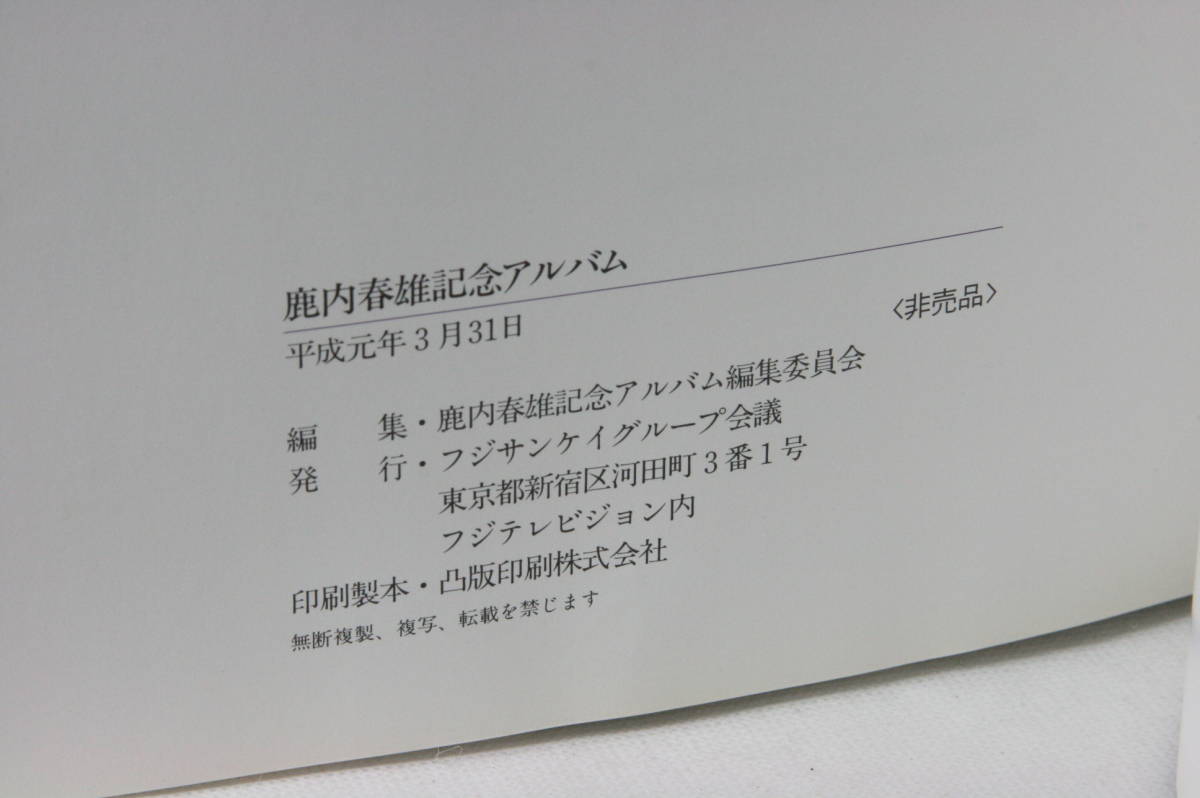 鹿内春雄記念アルバム
平成元年3月31日
〈非売品〉
編　集・鹿内春雄記念アルバム編集委員会
発　行・フジサンケイグループ会議
東京都新宿区河田町3番1号
フジテレビジョン内
印刷製本・凸版印刷株式会社
無断複製、複写、転載を禁じます